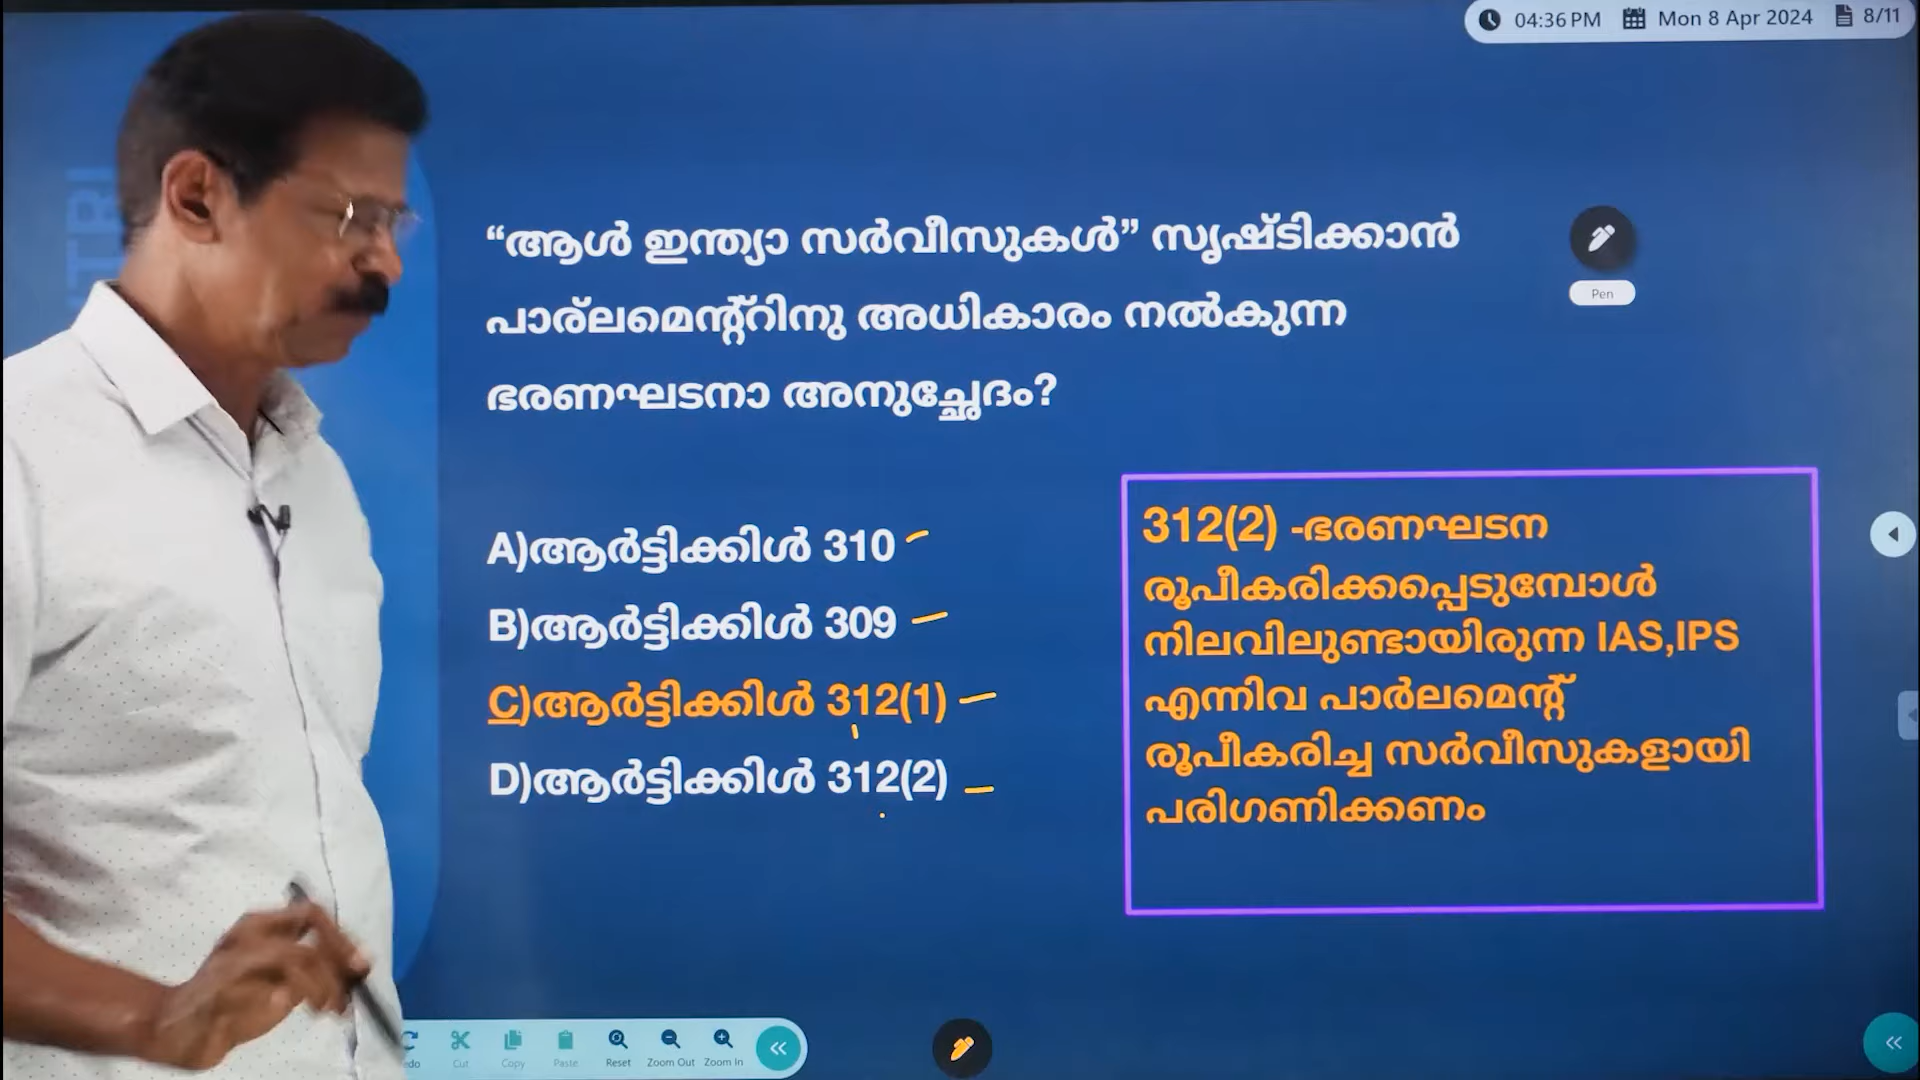 04:36 PM Mon 8 Apr 2024 8/11
“ആൾ ഇന്ത്യാ സർവീസുകൾ” സൃഷ്ടിക്കാൻ
പാര്ലമെൻ്റ്റിനു അധികാരം നൽകുന്ന
ഭരണഘടനാ അനുച്ഛേദം?
Pen
A)ആർട്ടിക്കിൾ 310
B)ആർട്ടിക്കിൾ 309
C)ആർട്ടിക്കിൾ 312(1)
D)ആർട്ടിക്കിൾ 312(2)
312(2) -ഭരണഘടന
രൂപീകരിക്കപ്പെടുമ്പോൾ
നിലവിലുണ്ടായിരുന്ന IAS,IPS
എന്നിവ പാർലമെന്റ്
രൂപീകരിച്ച സർവീസുകളായി
പരിഗണിക്കണം
Cut Copy Paste Reset Zoom Out Zoom In